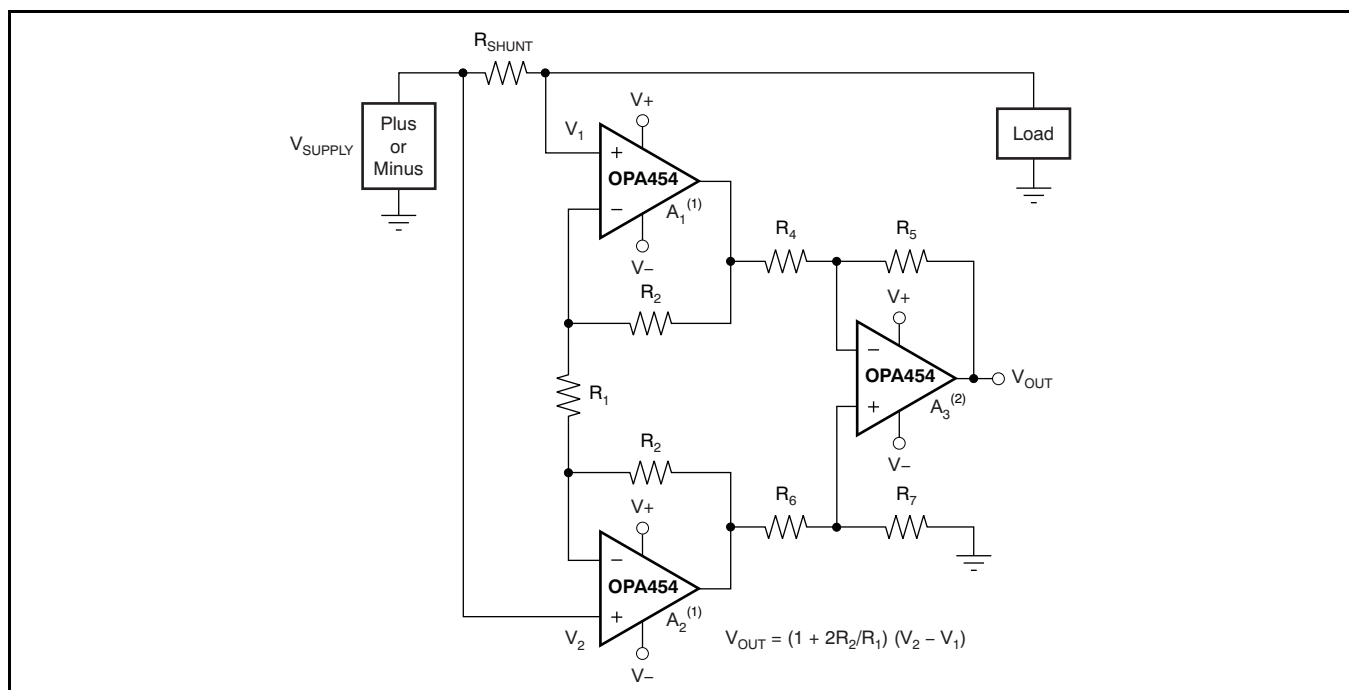 R_SHUNT
V_SUPPLY
Plus
or
Minus
V+
V_1
+
OPA454
−
A_1^(1)
V−
Load
R_2
R_4
R_5
R_1
V+
−
OPA454
+
A_3^(2)
V−
V_OUT
R_2
R_6
R_7
V+
−
OPA454
+
A_2^(1)
V_2
V−
V_OUT = (1 + 2R_2/R_1) (V_2 − V_1)